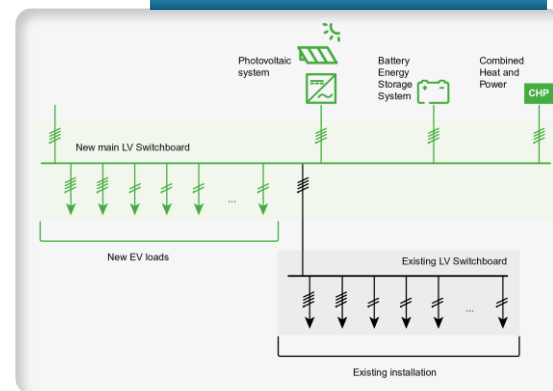 Photovoltaic
system
Battery
Energy
Storage
System
Combined
Heat and
Power
CHP
New main LV Switchboard
...
New EV loads
Existing LV Switchboard
...
Existing installation